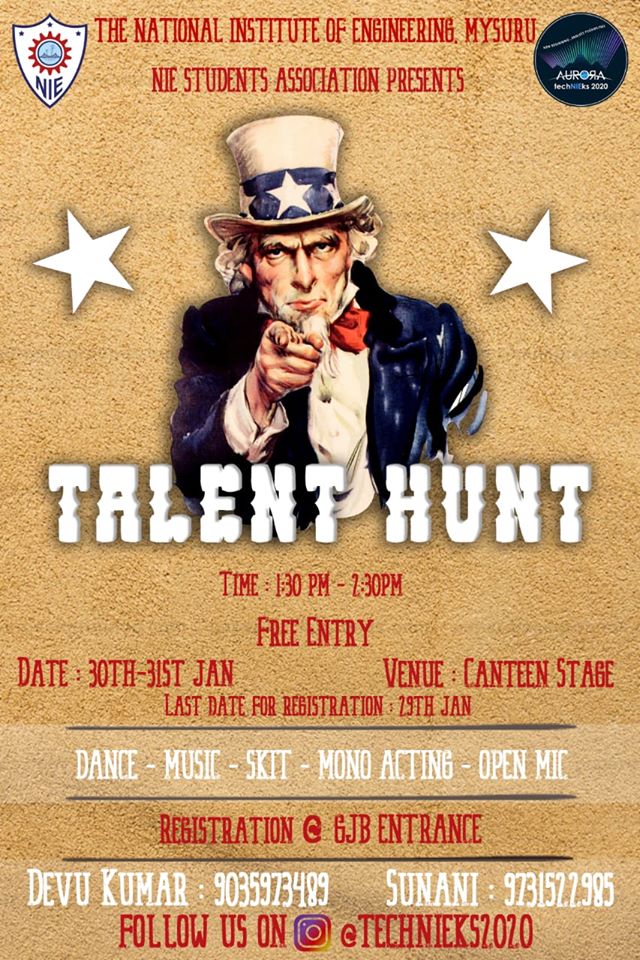 THE NATIONAL INSTITUTE OF ENGINEERING, MYSURU
NIE STUDENTS ASSOCIATION PRESENTS
NIE
AURORA
techNIEks 2020
TALENT HUNT
TIME : 1:30 PM - 2:30PM
FREE ENTRY
DATE : 30TH-31ST JAN
VENUE : CANTEEN STAGE
LAST DATE FOR REGISTRATION : 29TH JAN
DANCE - MUSIC - SKIT - MONO ACTING - OPEN MIC
REGISTRATION @ GJB ENTRANCE
DEVU KUMAR : 9035973489
SUNANI : 9731522985
FOLLOW US ON @TECHNIEKS2020